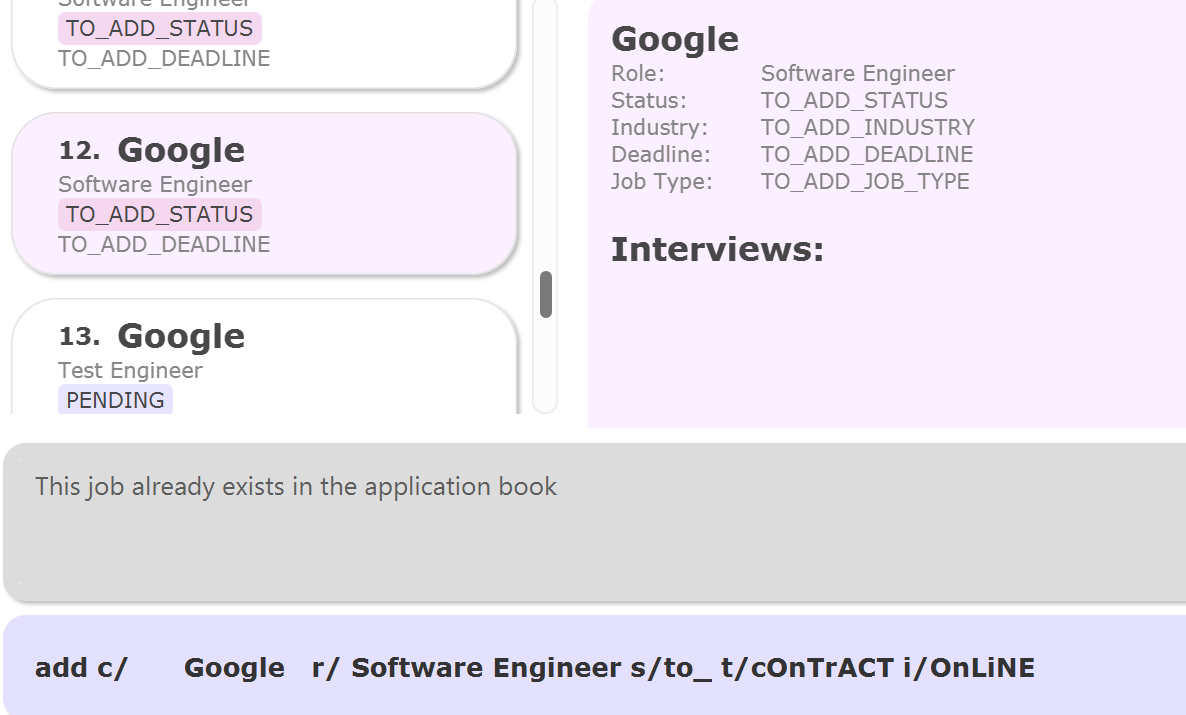 Software Engineer
TO_ADD_STATUS
TO_ADD_DEADLINE
12. Google
Software Engineer
TO_ADD_STATUS
TO_ADD_DEADLINE
13. Google
Test Engineer
PENDING
Google
Role: Software Engineer
Status: TO_ADD_STATUS
Industry: TO_ADD_INDUSTRY
Deadline: TO_ADD_DEADLINE
Job Type: TO_ADD_JOB_TYPE
Interviews:
This job already exists in the application book
add c/       Google   r/ Software Engineer s/to_ t/cOnTrACT i/OnLiNE